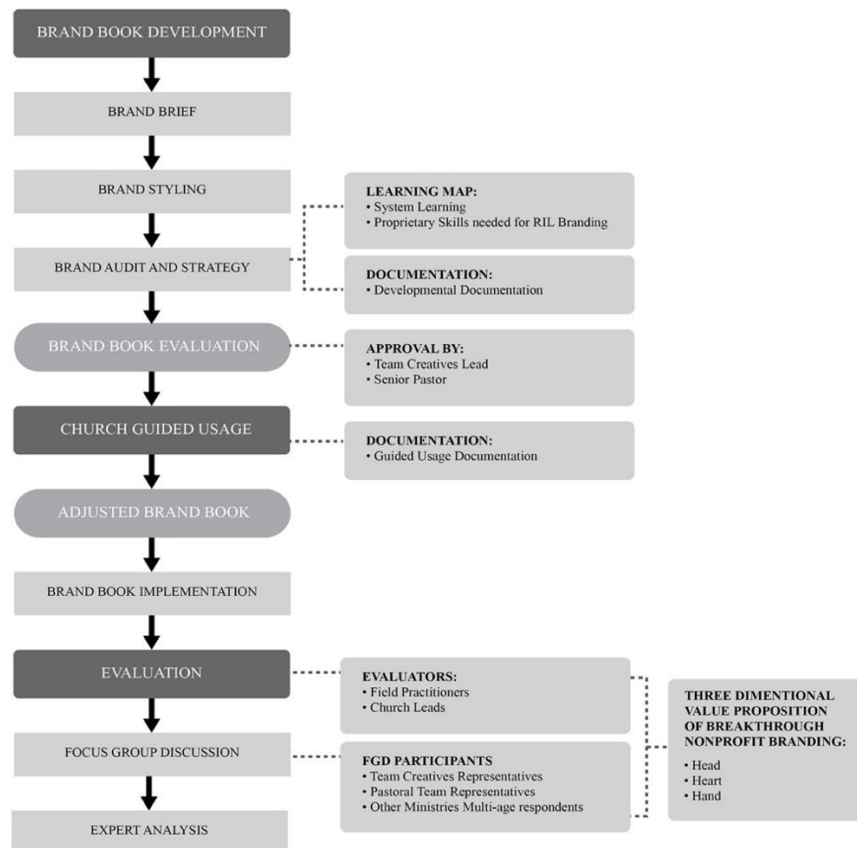 BRAND BOOK DEVELOPMENT
BRAND BRIEF
BRAND STYLING
LEARNING MAP:
• System Learning
• Proprietary Skills needed for RIL Branding
BRAND AUDIT AND STRATEGY
DOCUMENTATION:
• Developmental Documentation
BRAND BOOK EVALUATION
APPROVAL BY:
• Team Creatives Lead
• Senior Pastor
CHURCH GUIDED USAGE
DOCUMENTATION:
• Guided Usage Documentation
ADJUSTED BRAND BOOK
BRAND BOOK IMPLEMENTATION
EVALUATION
EVALUATORS:
• Field Practitioners
• Church Leads
FOCUS GROUP DISCUSSION
FGD PARTICIPANTS
• Team Creatives Representatives
• Pastoral Team Representatives
• Other Ministries Multi-age respondents
THREE DIMENTIONAL
VALUE PROPOSITION
OF BREAKTHROUGH
NONPROFIT BRANDING:
• Head
• Heart
• Hand
EXPERT ANALYSIS